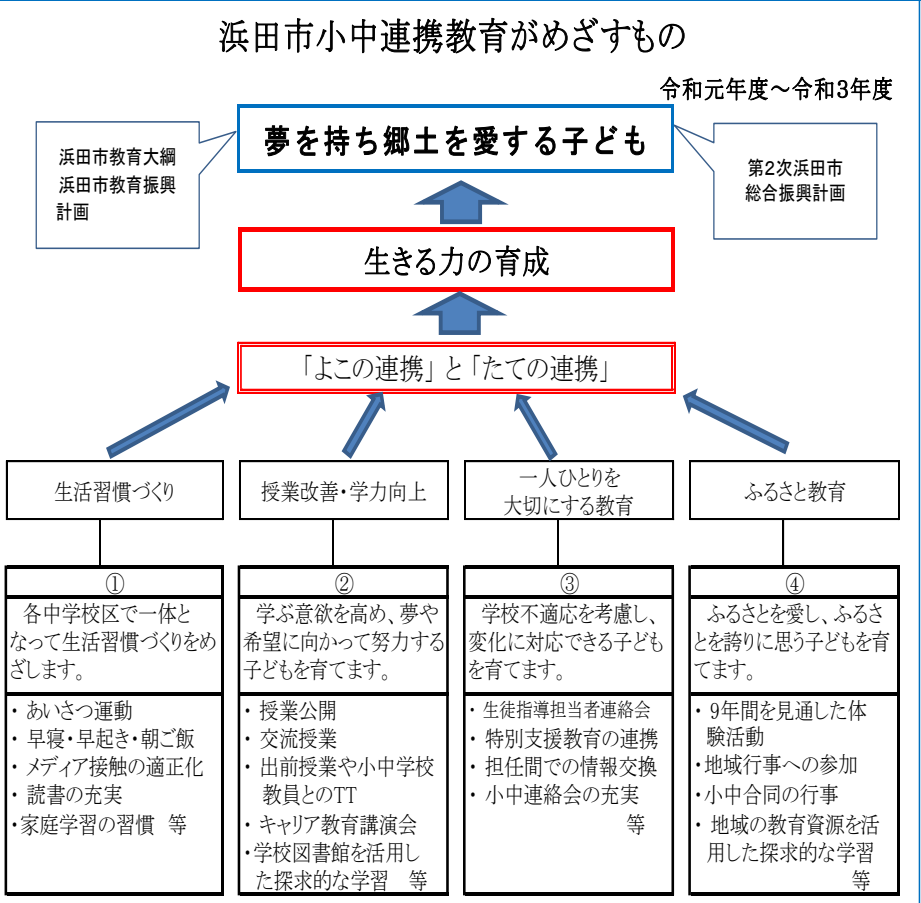 浜田市小中連携教育がめざすもの
令和元年度～令和3年度
浜田市教育大綱
浜田市教育振興
計画
夢を持ち郷土を愛する子ども
第2次浜田市
総合振興計画
生きる力の育成
「よこの連携」と「たての連携」
生活習慣づくり
授業改善・学力向上
一人ひとりを
大切にする教育
ふるさと教育
①
各中学校区で一体と
なって生活習慣づくりをめ
ざします。
・ あいさつ運動
・ 早寝・早起き・朝ご飯
・ メディア接触の適正化
・ 読書の充実
・家庭学習の習慣 等
②
学ぶ意欲を高め、夢や
希望に向かって努力する
子どもを育てます。
・ 授業公開
・ 交流授業
・ 出前授業や小中学校
教員とのTT
・ キャリア教育講演会
・学校図書館を活用し
た探求的な学習 等
③
学校不適応を考慮し、
変化に対応できる子ども
を育てます。
・ 生徒指導担当者連絡会
・ 特別支援教育の連携
・ 担任間での情報交換
・ 小中連絡会の充実
等
④
ふるさとを愛し、ふるさ
とを誇りに思う子どもを育
てます。
・ 9年間を見通した体
験活動
・地域行事への参加
・小中合同の行事
・ 地域の教育資源を活
用した探求的な学習
等